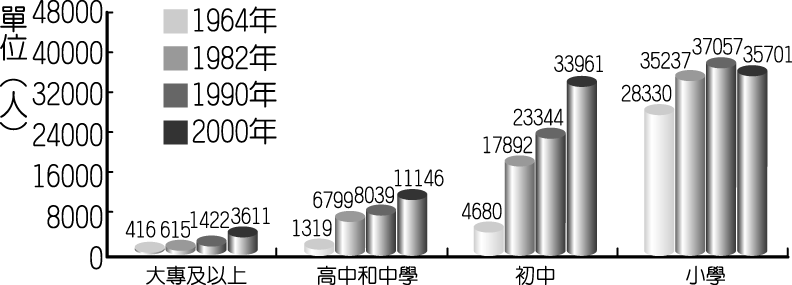 單位（人）
48000
40000
32000
24000
16000
8000
0
1964年
1982年
1990年
2000年
416 615 1422 3611
1319 6799 8039 11146
4680 17892 23344 33961
28330 35237 37057 35701
大專及以上 高中和中學 初中 小學